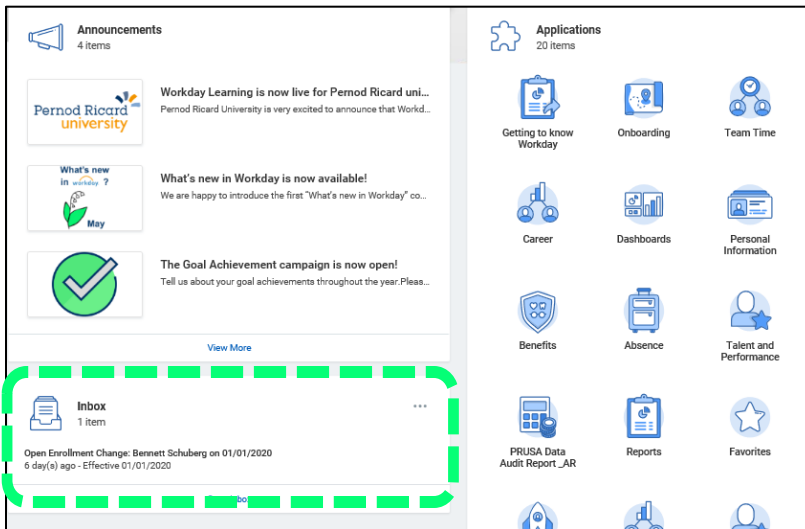 Announcements
4 items
Pernod Ricard
university
Workday Learning is now live for Pernod Ricard uni...
Pernod Ricard University is very excited to announce that Workd...
What's new
in workday ?
May
What's new in Workday is now available!
We are happy to introduce the first "What's new in Workday" co...
The Goal Achievement campaign is now open!
Tell us about your goal achievements throughout the year.Pleas...
View More
Inbox
1 item
Open Enrollment Change: Bennett Schuberg on 01/01/2020
6 day(s) ago - Effective 01/01/2020
Applications
20 items
Getting to know
Workday
Onboarding
Team Time
Career
Dashboards
Personal
Information
Benefits
Absence
Talent and
Performance
PRUSA Data
Audit Report _AR
Reports
Favorites